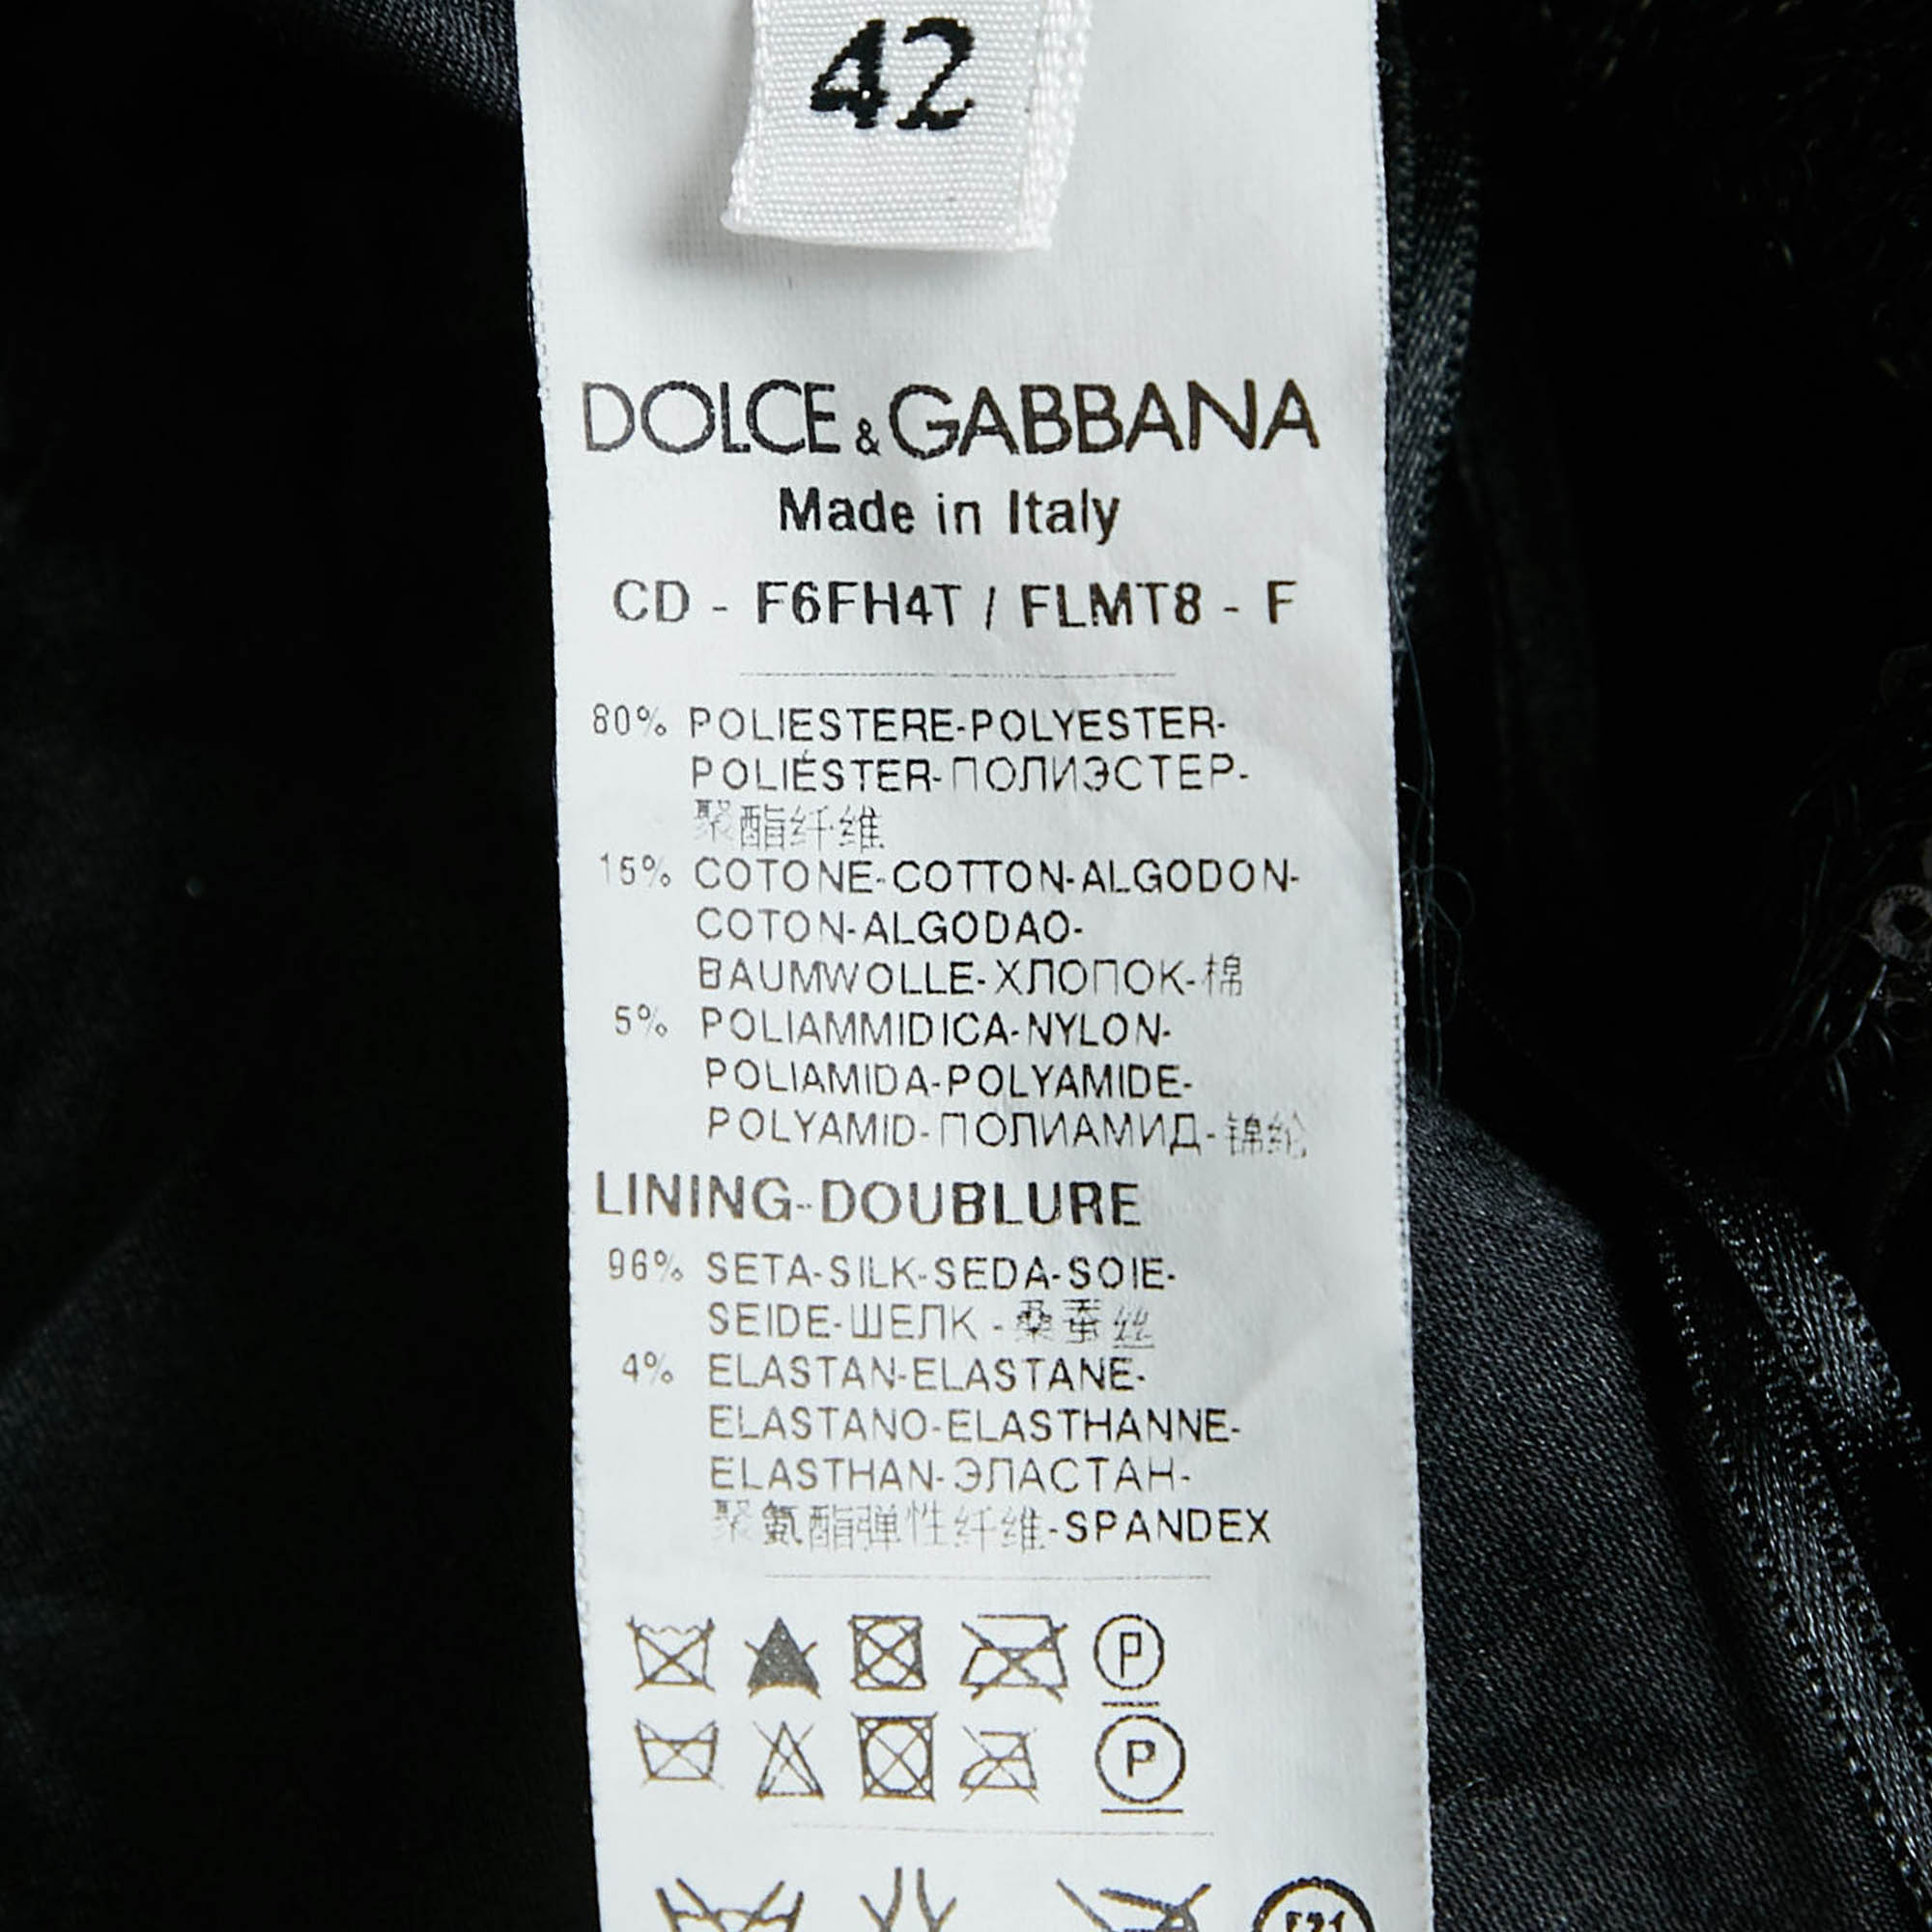 42
DOLCE & GABBANA
Made in Italy
CD - F6FH4T / FLMT8 - F
80% POLIESTERE-POLYESTER-
POLIÉSTER-ПОЛИЭСТЕР-
聚酯纤维
15% COTONE-COTTON-ALGODON-
COTON-ALGODAO-
BAUMWOLLE-ХЛОПОК-棉
5% POLIAMMIDICA-NYLON-
POLIAMIDA-POLYAMIDE-
POLYAMID-ПОЛИАМИД-锦纶
LINING-DOUBLURE
96% SETA-SILK-SEDA-SOIE-
SEIDE-ШЕЛК-桑蚕丝
4% ELASTAN-ELASTANE-
ELASTANO-ELASTHANNE-
ELASTHAN-ЭЛАСТАН-
聚氨酯弹性纤维-SPANDEX
P
P